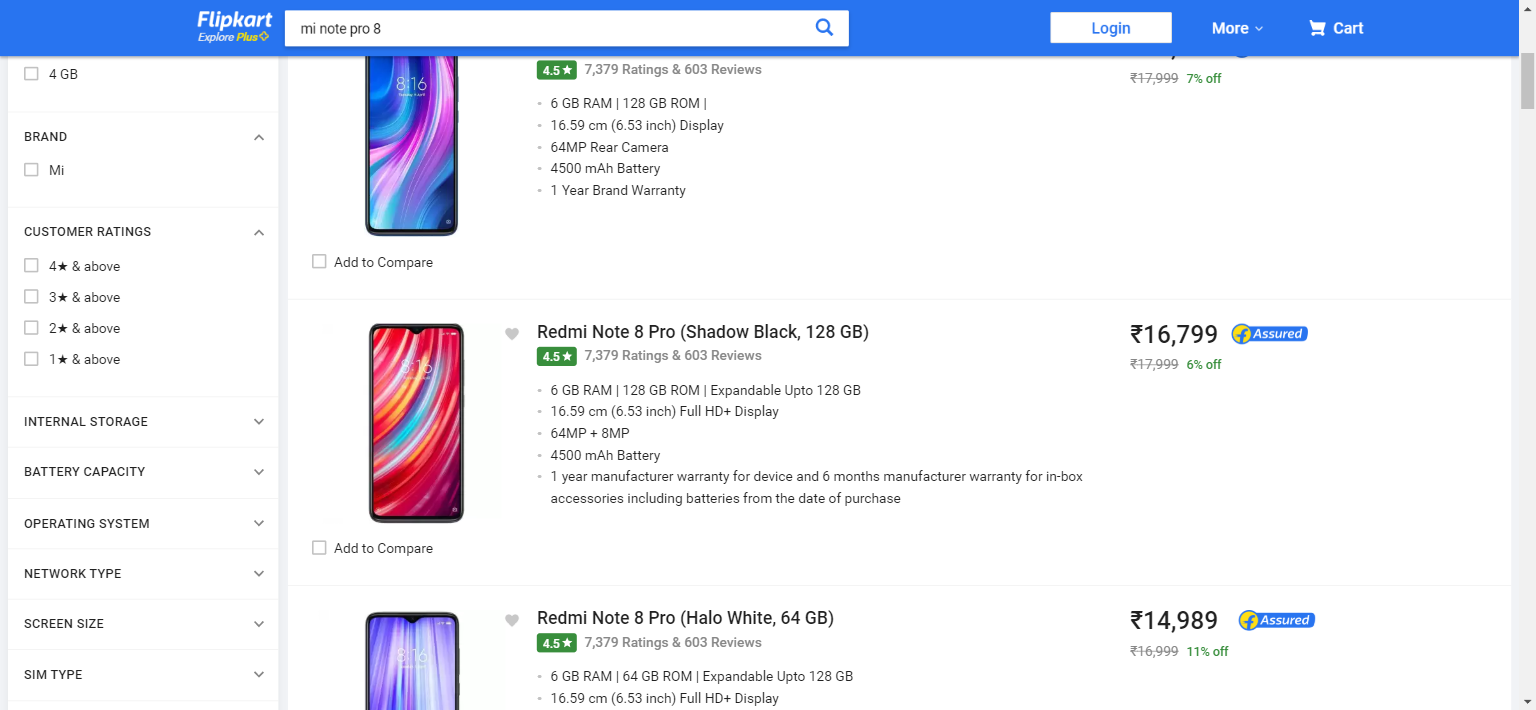 Flipkart
Explore Plus
mi note pro 8
Login
More
Cart
4 GB
BRAND
Mi
CUSTOMER RATINGS
4★ & above
3★ & above
2★ & above
1★ & above
INTERNAL STORAGE
BATTERY CAPACITY
OPERATING SYSTEM
NETWORK TYPE
SCREEN SIZE
SIM TYPE
8:16
4.5★ 7,379 Ratings & 603 Reviews
6 GB RAM | 128 GB ROM |
16.59 cm (6.53 inch) Display
64MP Rear Camera
4500 mAh Battery
1 Year Brand Warranty
₹17,999 7% off
Add to Compare
8:16
Redmi Note 8 Pro (Shadow Black, 128 GB)
4.5★ 7,379 Ratings & 603 Reviews
6 GB RAM | 128 GB ROM | Expandable Upto 128 GB
16.59 cm (6.53 inch) Full HD+ Display
64MP + 8MP
4500 mAh Battery
1 year manufacturer warranty for device and 6 months manufacturer warranty for in-box
accessories including batteries from the date of purchase
₹16,799 Assured
₹17,999 6% off
Add to Compare
8:16
Redmi Note 8 Pro (Halo White, 64 GB)
4.5★ 7,379 Ratings & 603 Reviews
6 GB RAM | 64 GB ROM | Expandable Upto 128 GB
16.59 cm (6.53 inch) Full HD+ Display
₹14,989 Assured
₹16,999 11% off